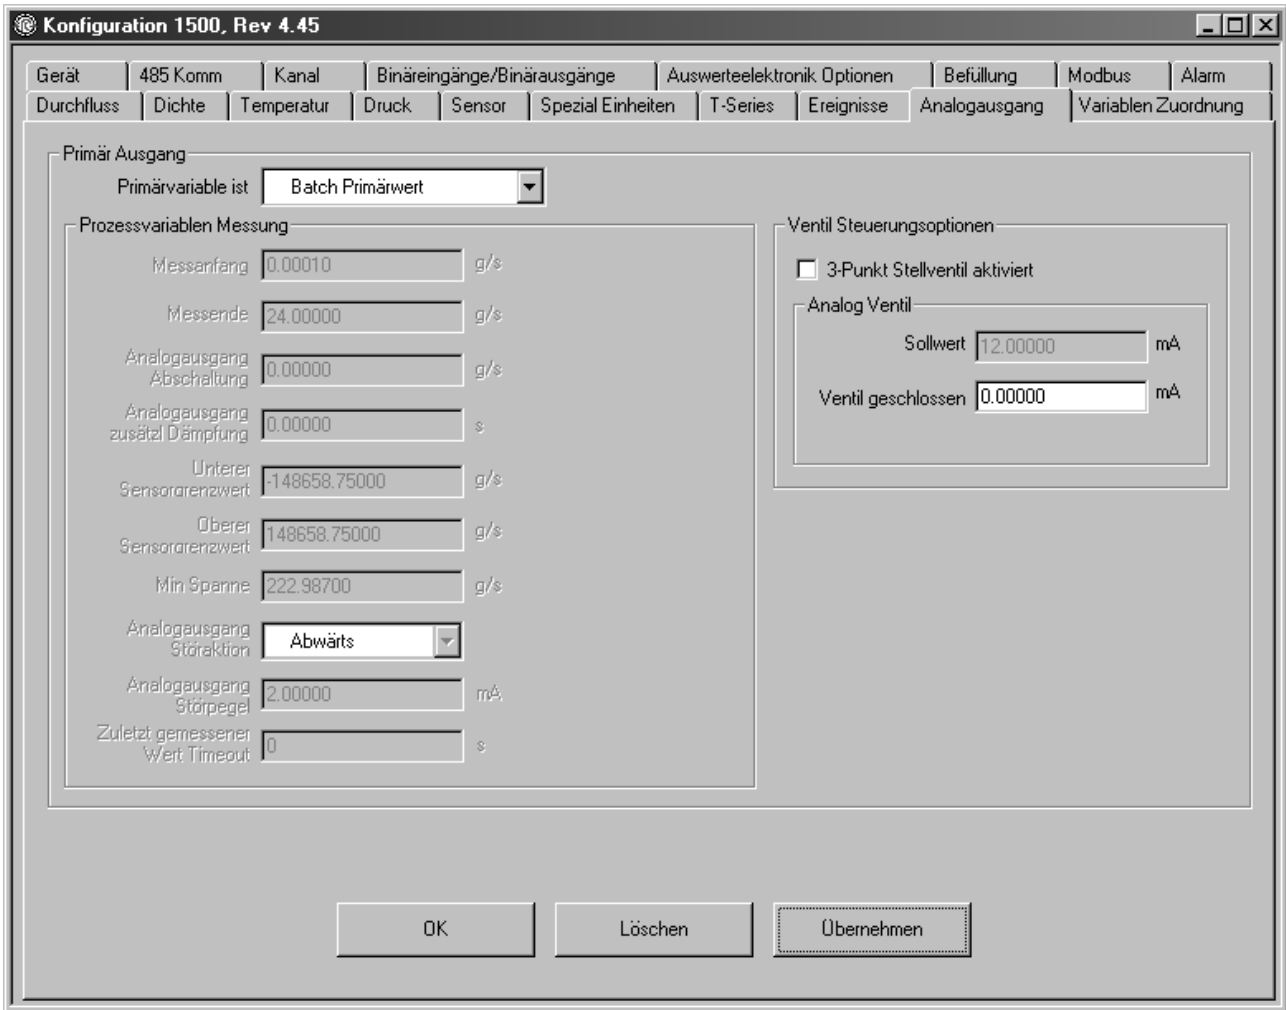 Konfiguration 1500, Rev 4.45
Gerät 485 Komm Kanal Binäreingänge/Binärausgänge Auswerteelektronik Optionen Befüllung Modbus Alarm
Durchfluss Dichte Temperatur Druck Sensor Spezial Einheiten T-Series Ereignisse Analogausgang Variablen Zuordnung
Primär Ausgang
Primärvariable ist Batch Primärwert
Prozessvariablen Messung
Messanfang 0.00010 g/s
Messende 24.00000 g/s
Analogausgang
Abschaltung 0.00000 g/s
Analogausgang
zusätzl Dämpfung 0.00000 s
Unterer
Sensorgrenzwert -148658.75000 g/s
Oberer
Sensorgrenzwert 148658.75000 g/s
Min Spanne 222.98700 g/s
Analogausgang
Störaktion Abwärts
Analogausgang
Störpegel 2.00000 mA
Zuletzt gemessener
Wert Timeout 0 s
Ventil Steuerungsoptionen
3-Punkt Stellventil aktiviert
Analog Ventil
Sollwert 12.00000 mA
Ventil geschlossen 0.00000 mA
OK Löschen Übernehmen